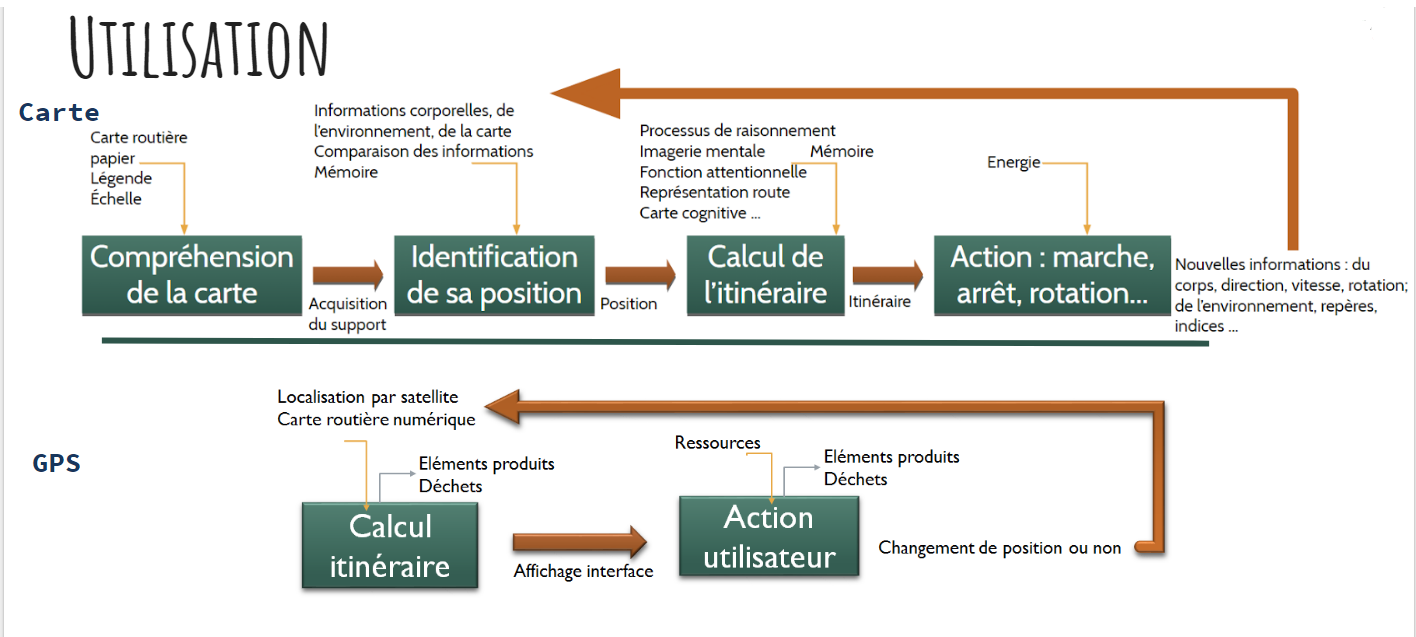 UTILISATION
Carte
Carte routière
papier
Légende
Échelle
Informations corporelles, de
l'environnement, de la carte
Comparaison des informations
Mémoire
Processus de raisonnement
Imagerie mentale Mémoire
Fonction attentionnelle
Représentation route
Carte cognitive ...
Energie
Compréhension
de la carte
Acquisition
du support
Identification
de sa position
Position
Calcul de
l'itinéraire
Itinéraire
Action : marche,
arrêt, rotation...
Nouvelles informations : du
corps, direction, vitesse, rotation;
de l'environnement, repères,
indices ...
GPS
Localisation par satellite
Carte routière numérique
Eléments produits
Déchets
Calcul
itinéraire
Affichage interface
Ressources
Eléments produits
Déchets
Action
utilisateur
Changement de position ou non